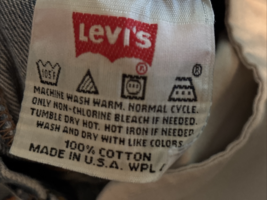 LEVI'S
®
105F
MACHINE WASH WARM. NORMAL CYCLE.
ONLY NON-CHLORINE BLEACH IF NEEDED.
TUMBLE DRY HOT. HOT IRON IF NEEDED.
WASH AND DRY WITH LIKE COLORS.
100% COTTON
MADE IN U.S.A. WPL